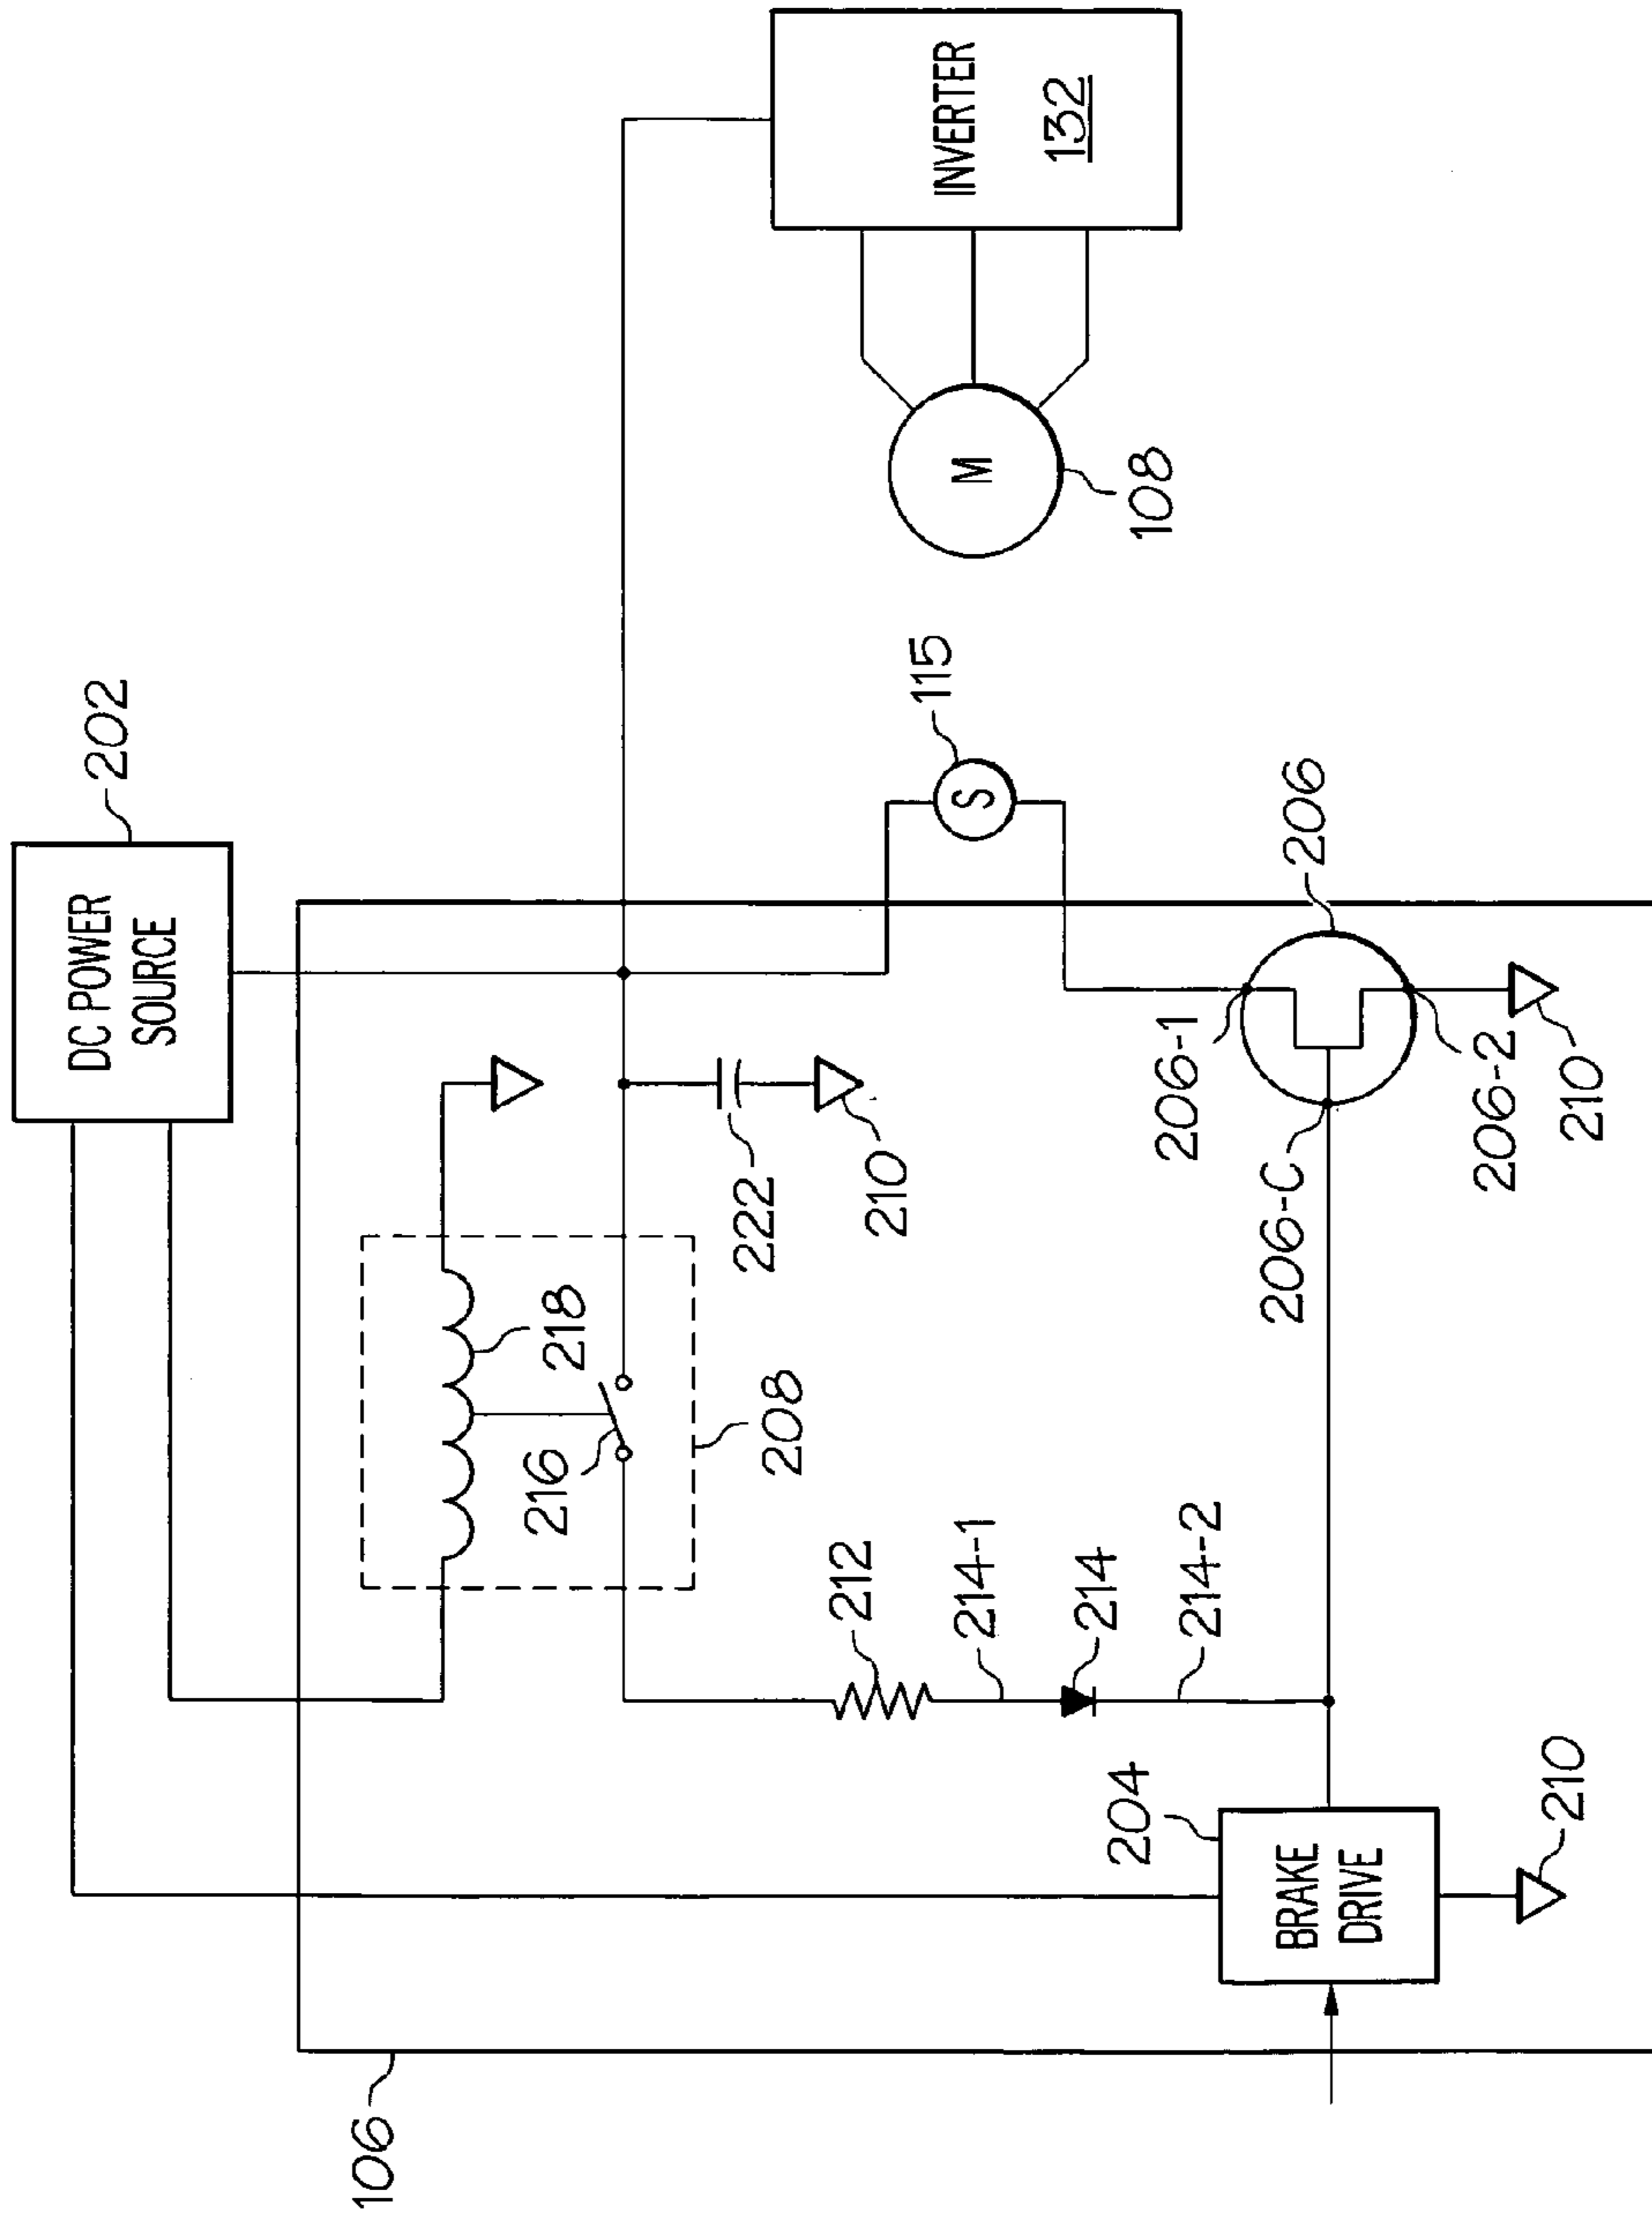 DC POWER
SOURCE
202
106
218
216
208
222
210
INVERTER
132
M
108
S
115
212
214-1
214
214-2
206
206-1
206-C
206-2
210
204
BRAKE
DRIVE
210